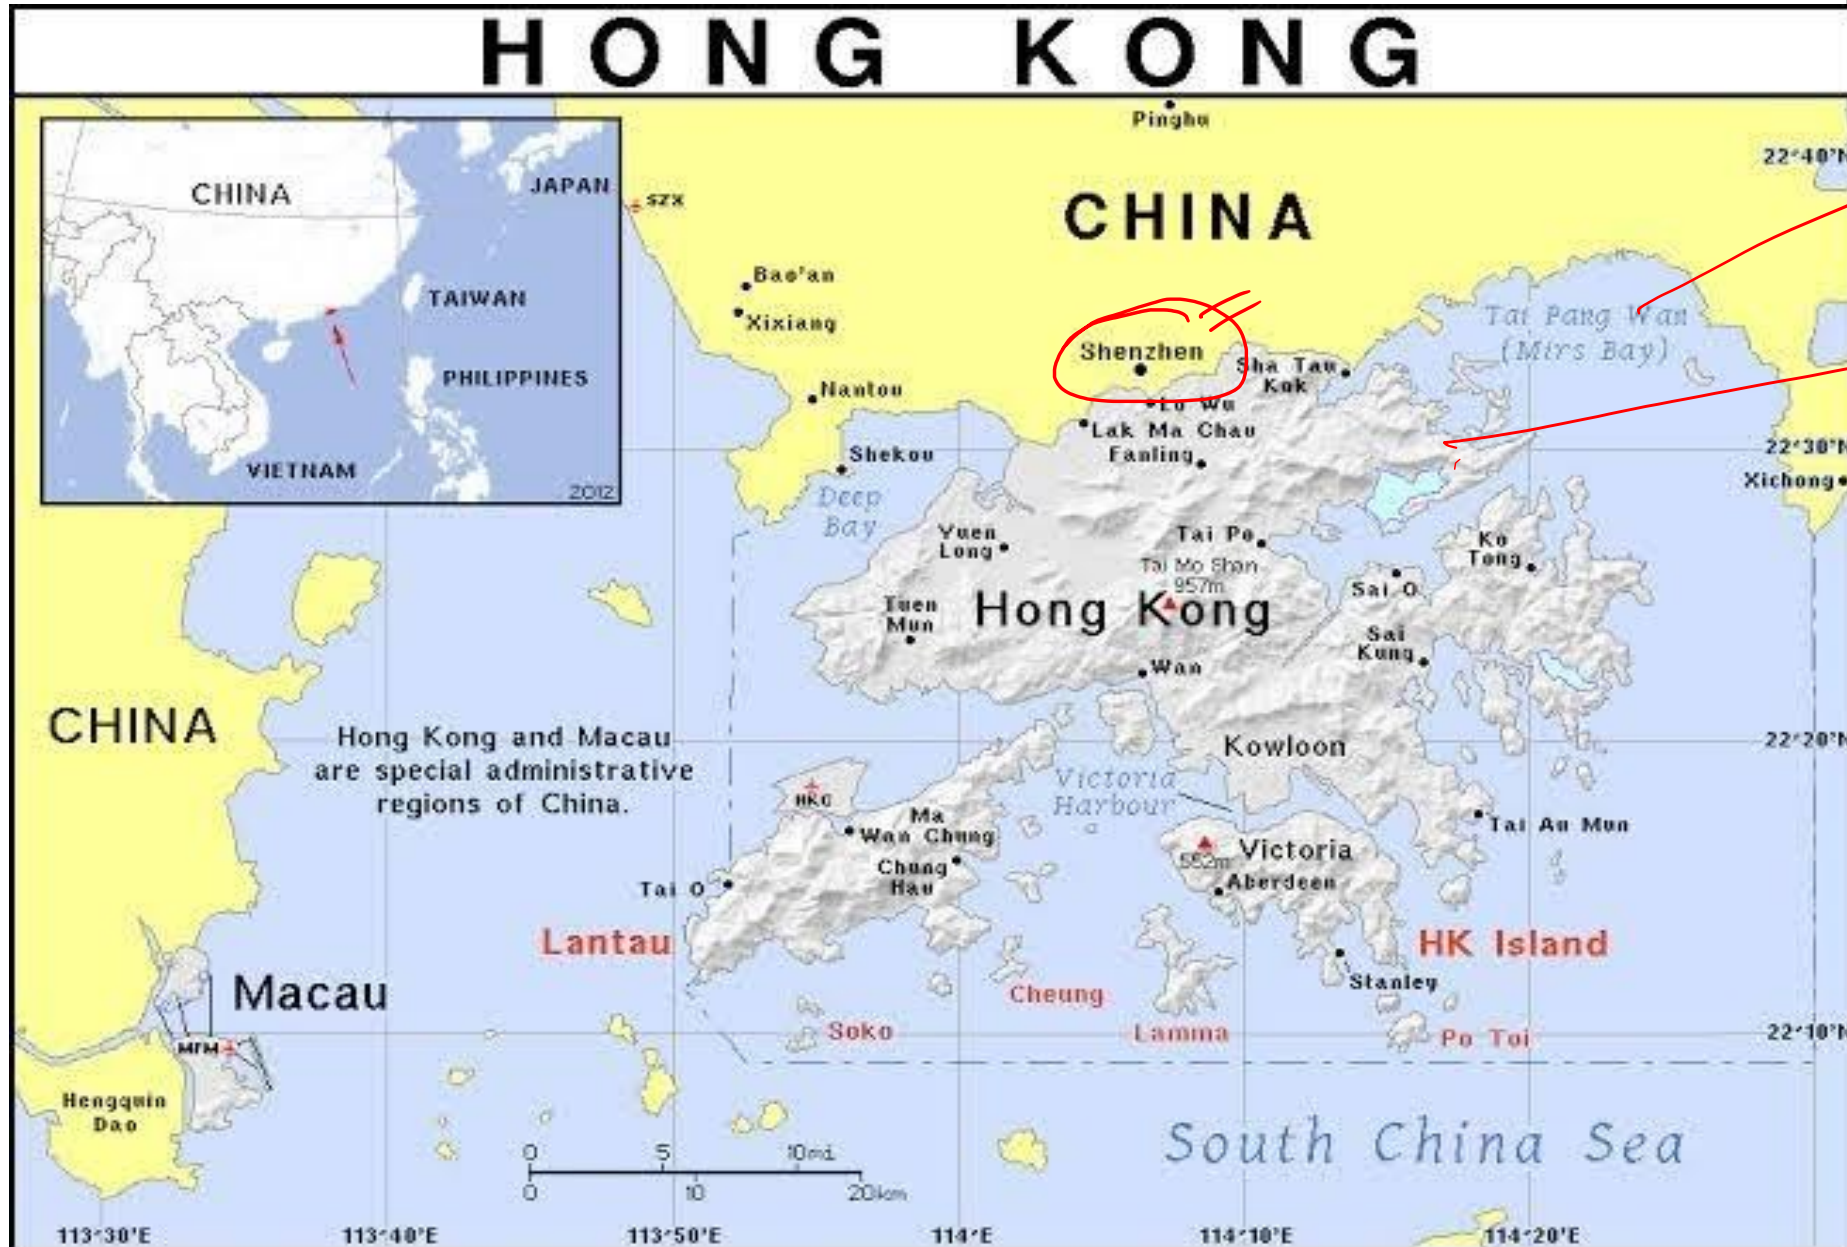 HONG KONG
Pinghu
22°40'N
CHINA
JAPAN
TAIWAN
PHILIPPINES
VIETNAM
2012
SZX
CHINA
Bao'an
Xixiang
Tai Pang Wan
(Mirs Bay)
Shenzhen
Sha Tau
Kok
Nantou
Lo Wu
Lak Ma Chau
Fanling
22°30'N
Shekou
Xichong
Deep
Bay
Yuen
Long
Tai Po
Ko
Tong
Tai Mo Shan
957m
Sai O
Tuen
Mun
Hong Kong
Sai
Kung
Wan
CHINA
Hong Kong and Macau
are special administrative
regions of China.
22°20'N
Kowloon
Victoria
Harbour
HKG
Ma
Wan Chung
Chung
Hau
Tai Au Mun
552m
Victoria
Aberdeen
Tai O
Lantau
HK Island
Stanley
Macau
Cheung
Soko
Lamma
Po Toi
22°10'N
MFM
Hengquin
Dao
South China Sea
0 5 10mi
0 10 20km
113°30'E 113°40'E 113°50'E 114°E 114°10'E 114°20'E